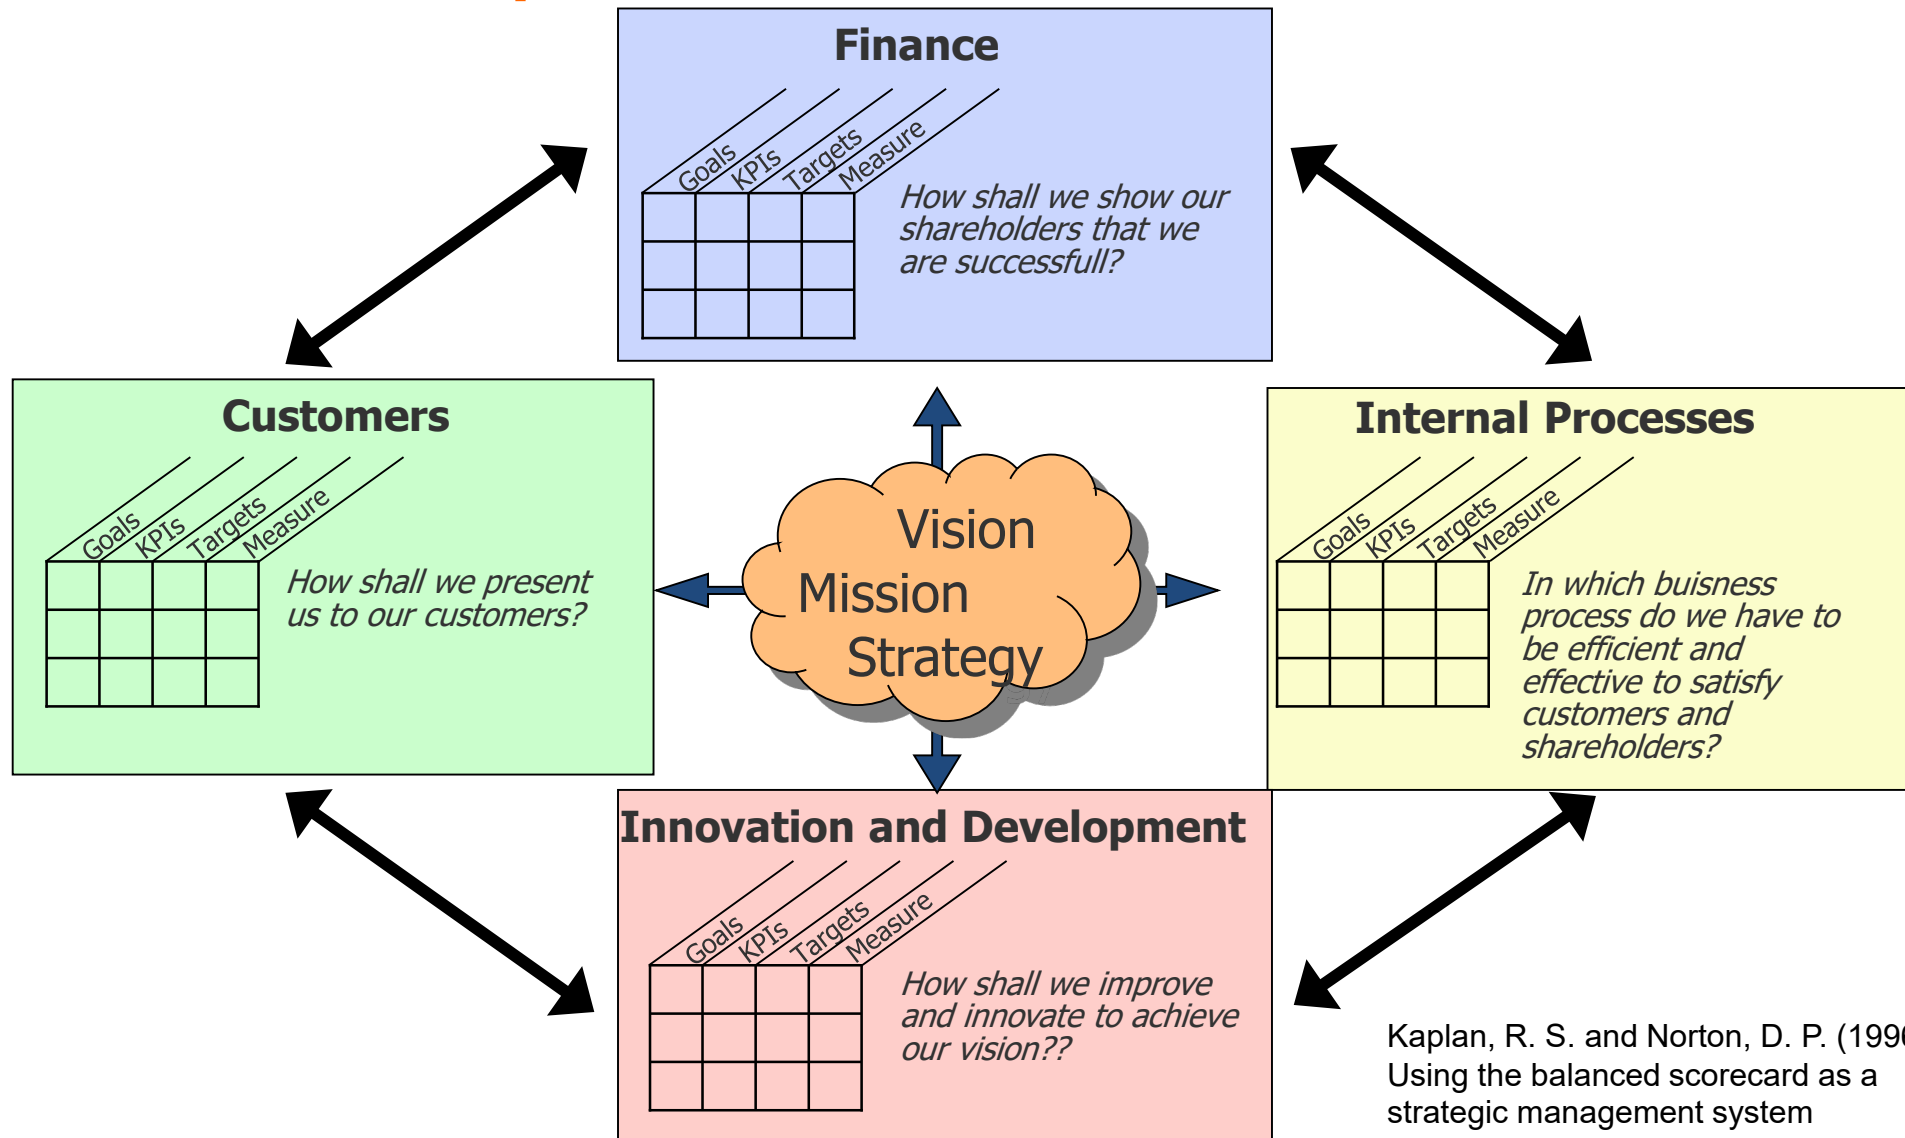 Finance
Goals
KPIs
Targets
Measure
How shall we show our
shareholders that we
are successfull?
Customers
Goals
KPIs
Targets
Measure
How shall we present
us to our customers?
Vision
Mission
Strategy
Internal Processes
Goals
KPIs
Targets
Measure
In which buisness
process do we have to
be efficient and
effective to satisfy
customers and
shareholders?
Innovation and Development
Goals
KPIs
Targets
Measure
How shall we improve
and innovate to achieve
our vision??
Kaplan, R. S. and Norton, D. P. (1996
Using the balanced scorecard as a
strategic management system